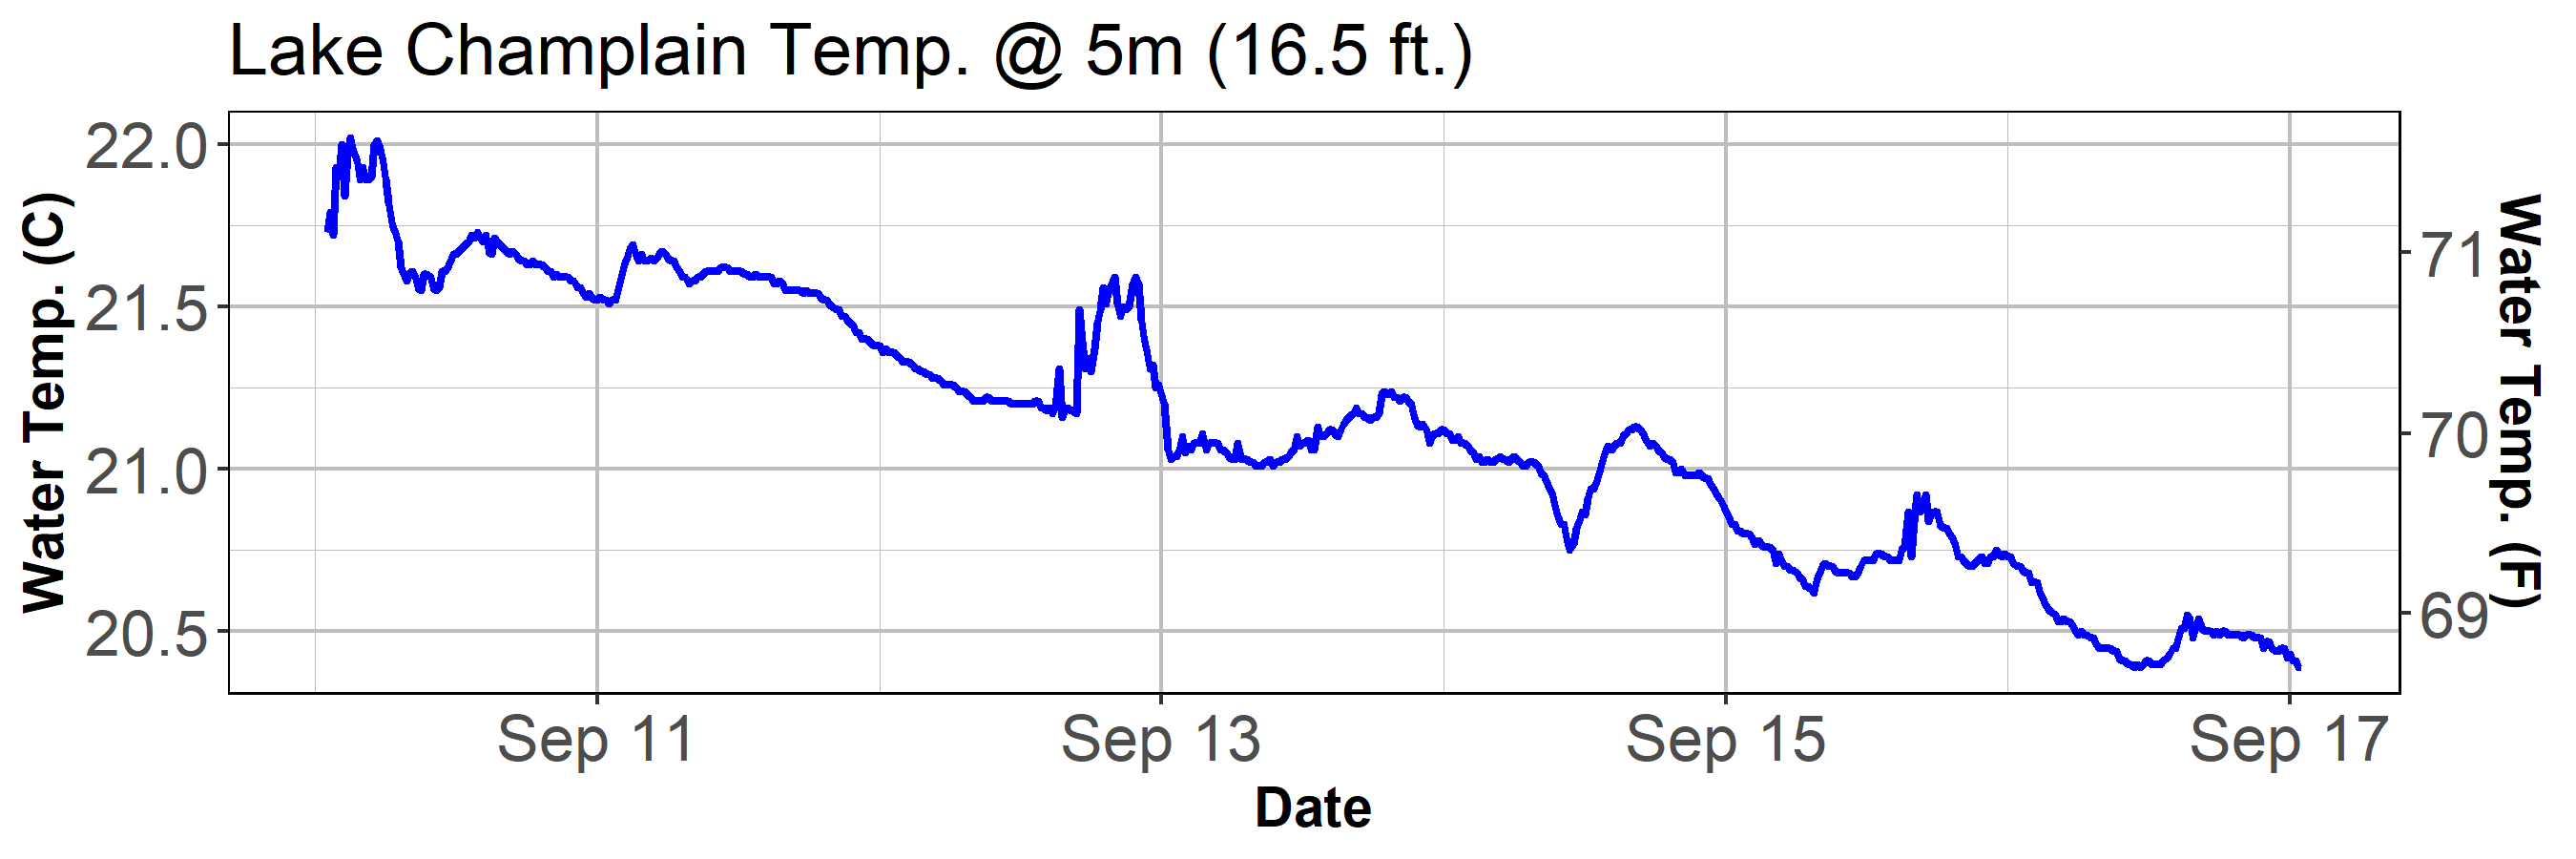 Lake Champlain Temp. @ 5m (16.5 ft.)
Water Temp. (C)
22.0
21.5
21.0
20.5
71
70
69
Water Temp. (F)
Sep 11 Sep 13 Sep 15 Sep 17
Date